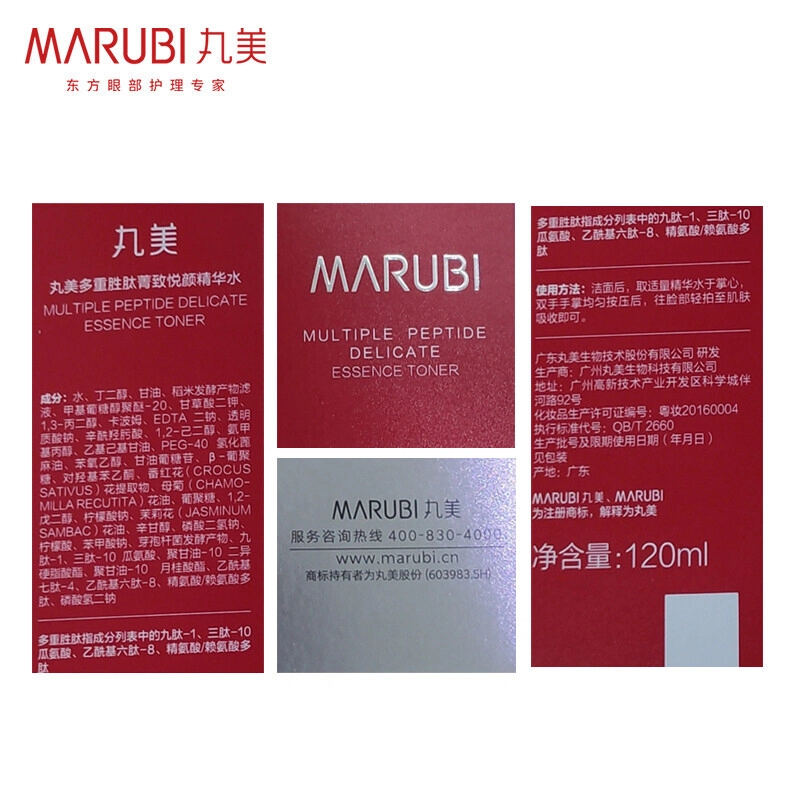 MARUBI 丸美
东方眼部护理专家
丸美
丸美多重胜肽菁致悦颜精华水
MULTIPLE PEPTIDE DELICATE
ESSENCE TONER
成分：水、丁二醇、甘油、稻米发酵产物滤
液、甲基葡糖醇聚醚-20、甘草酸二钾、
1,3-丙二醇、卡波姆、EDTA 二钠、透明
质酸钠、辛酰羟肟酸、1,2-己二醇、氨甲
基丙醇、乙基己基甘油、PEG-40 氢化蓖
麻油、苯氧乙醇、甘油葡糖苷、β-葡聚
糖、对羟基苯乙酮、番红花(CROCUS
SATIVUS)花提取物、母菊(CHAMO-
MILLA RECUTITA)花油、葡聚糖、1,2-
戊二醇、柠檬酸钠、茉莉花(JASMINUM
SAMBAC)花油、辛甘醇、磷酸二氢钠、
柠檬酸、苯甲酸钠、芽孢杆菌发酵产物、九
肽-1、三肽-10 瓜氨酸、聚甘油-10 二异
硬脂酸酯、聚甘油-10 月桂酸酯、乙酰基
七肽-4、乙酰基六肽-8、精氨酸/赖氨酸多
肽、磷酸氢二钠
多重胜肽指成分列表中的九肽-1、三肽-10
瓜氨酸、乙酰基六肽-8、精氨酸/赖氨酸多
肽
MARUBI
MULTIPLE PEPTIDE
DELICATE
ESSENCE TONER
MARUBI 丸美
服务咨询热线 400-830-4000
www.marubi.cn
商标持有者为丸美股份(603983.SH)
多重胜肽指成分列表中的九肽-1、三肽-10
瓜氨酸、乙酰基六肽-8、精氨酸/赖氨酸多
肽
使用方法：洁面后，取适量精华水于掌心，
双手手掌均匀按压后，往脸部轻拍至肌肤
吸收即可。
广东丸美生物技术股份有限公司 研发
生产商：广州丸美生物科技有限公司
地址：广州高新技术产业开发区科学城伴
河路92号
化妆品生产许可证编号：粤妆20160004
执行标准代号：QB/T 2660
生产批号及限期使用日期（年月日）
见包装
产地：广东
MARUBI 丸美、MARUBI
为注册商标，解释为丸美
净含量：120ml